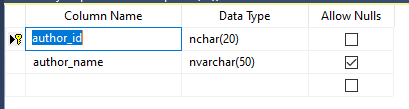 Column Name Data Type Allow Nulls
author_id nchar(20)
author_name nvarchar(50)